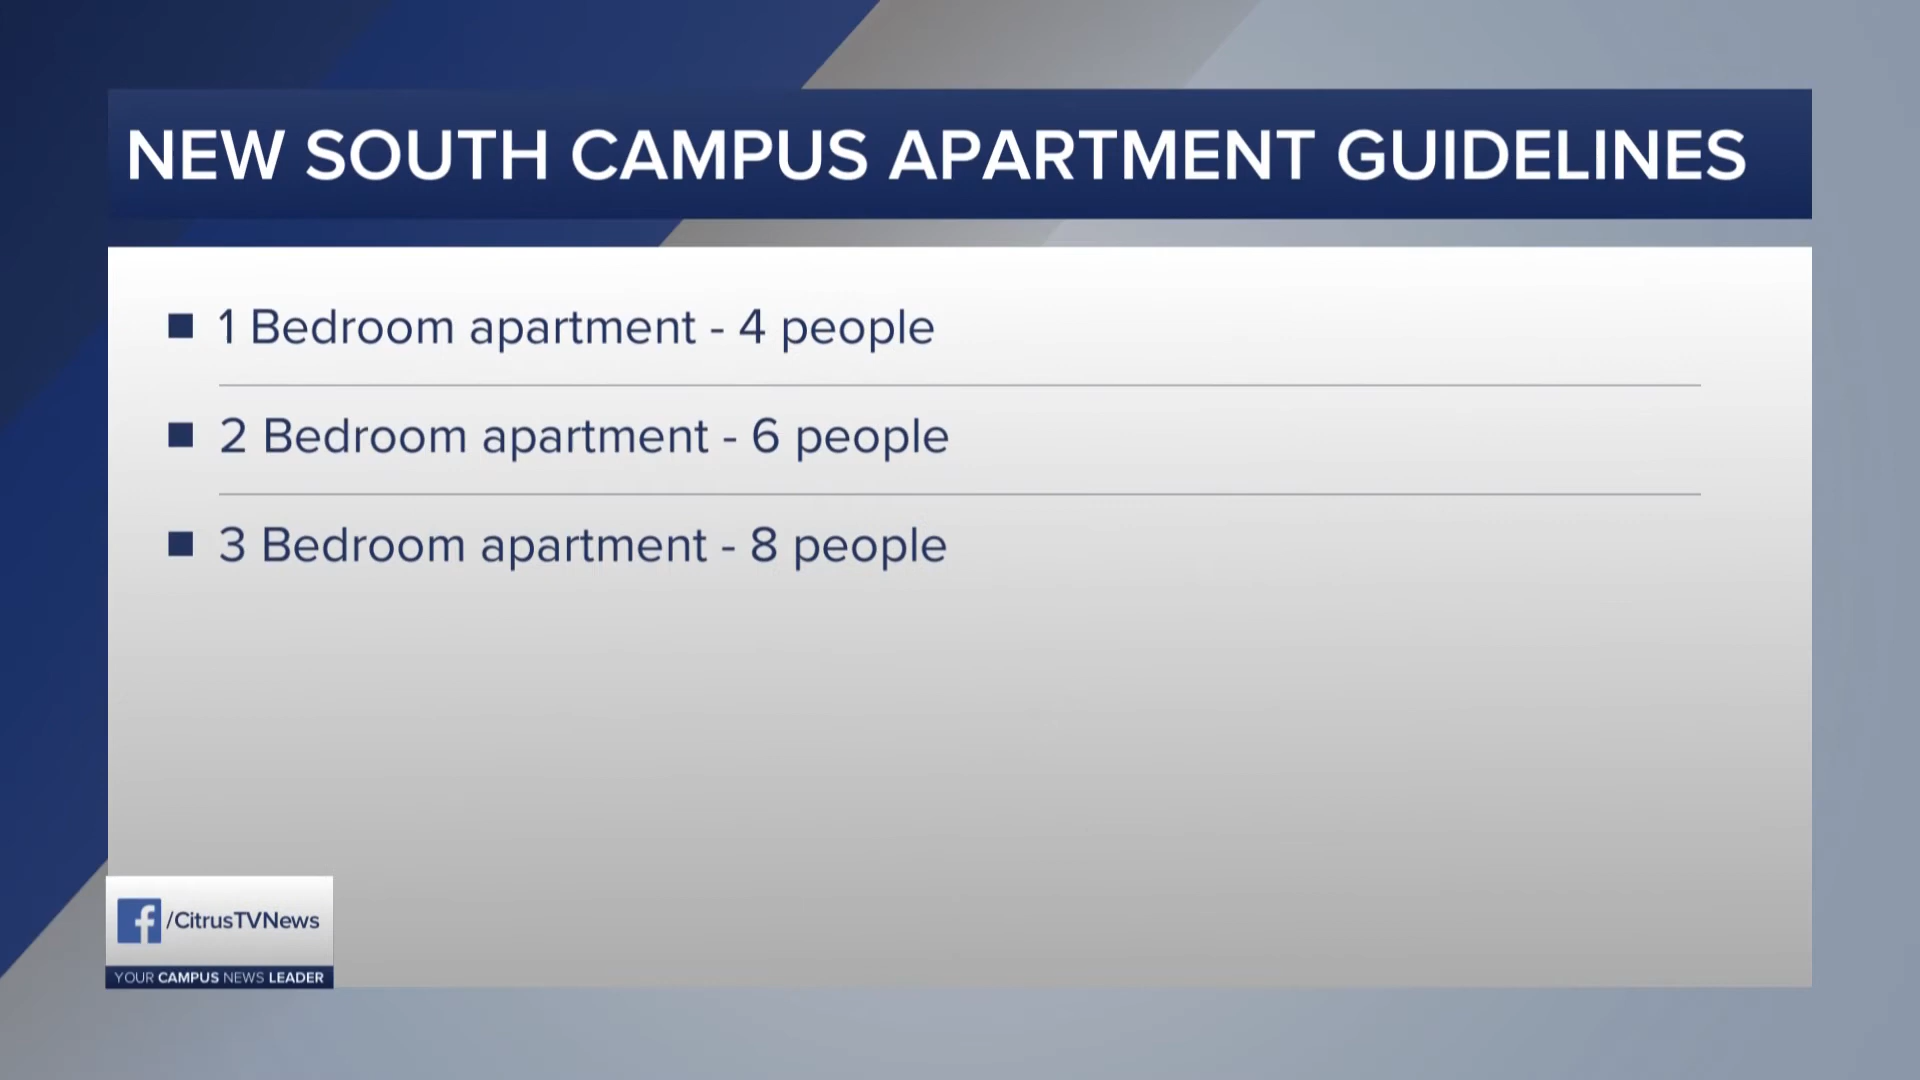 NEW SOUTH CAMPUS APARTMENT GUIDELINES
1 Bedroom apartment - 4 people
2 Bedroom apartment - 6 people
3 Bedroom apartment - 8 people
/CitrusTVNews
YOUR CAMPUS NEWS LEADER